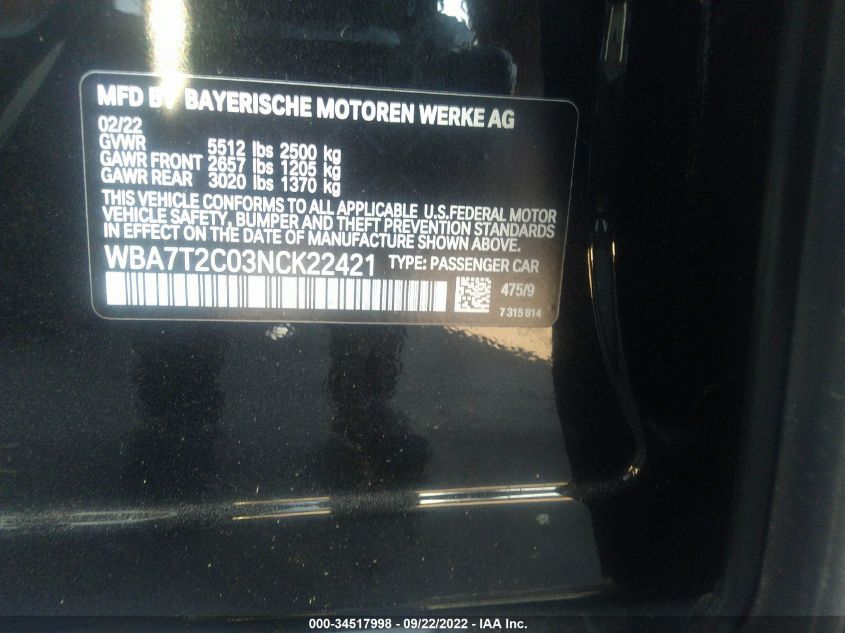 MFD BY BAYERISCHE MOTOREN WERKE AG
02/22
GVWR 5512 lbs 2500 kg
GAWR FRONT 2657 lbs 1205 kg
GAWR REAR 3020 lbs 1370 kg
THIS VEHICLE CONFORMS TO ALL APPLICABLE U.S.FEDERAL MOTOR
VEHICLE SAFETY, BUMPER AND THEFT PREVENTION STANDARDS
IN EFFECT ON THE DATE OF MANUFACTURE SHOWN ABOVE.
WBA7T2C03NCK22421 TYPE: PASSENGER CAR
475/9
7 315 814
000-34517998 - 09/22/2022 - IAA Inc.